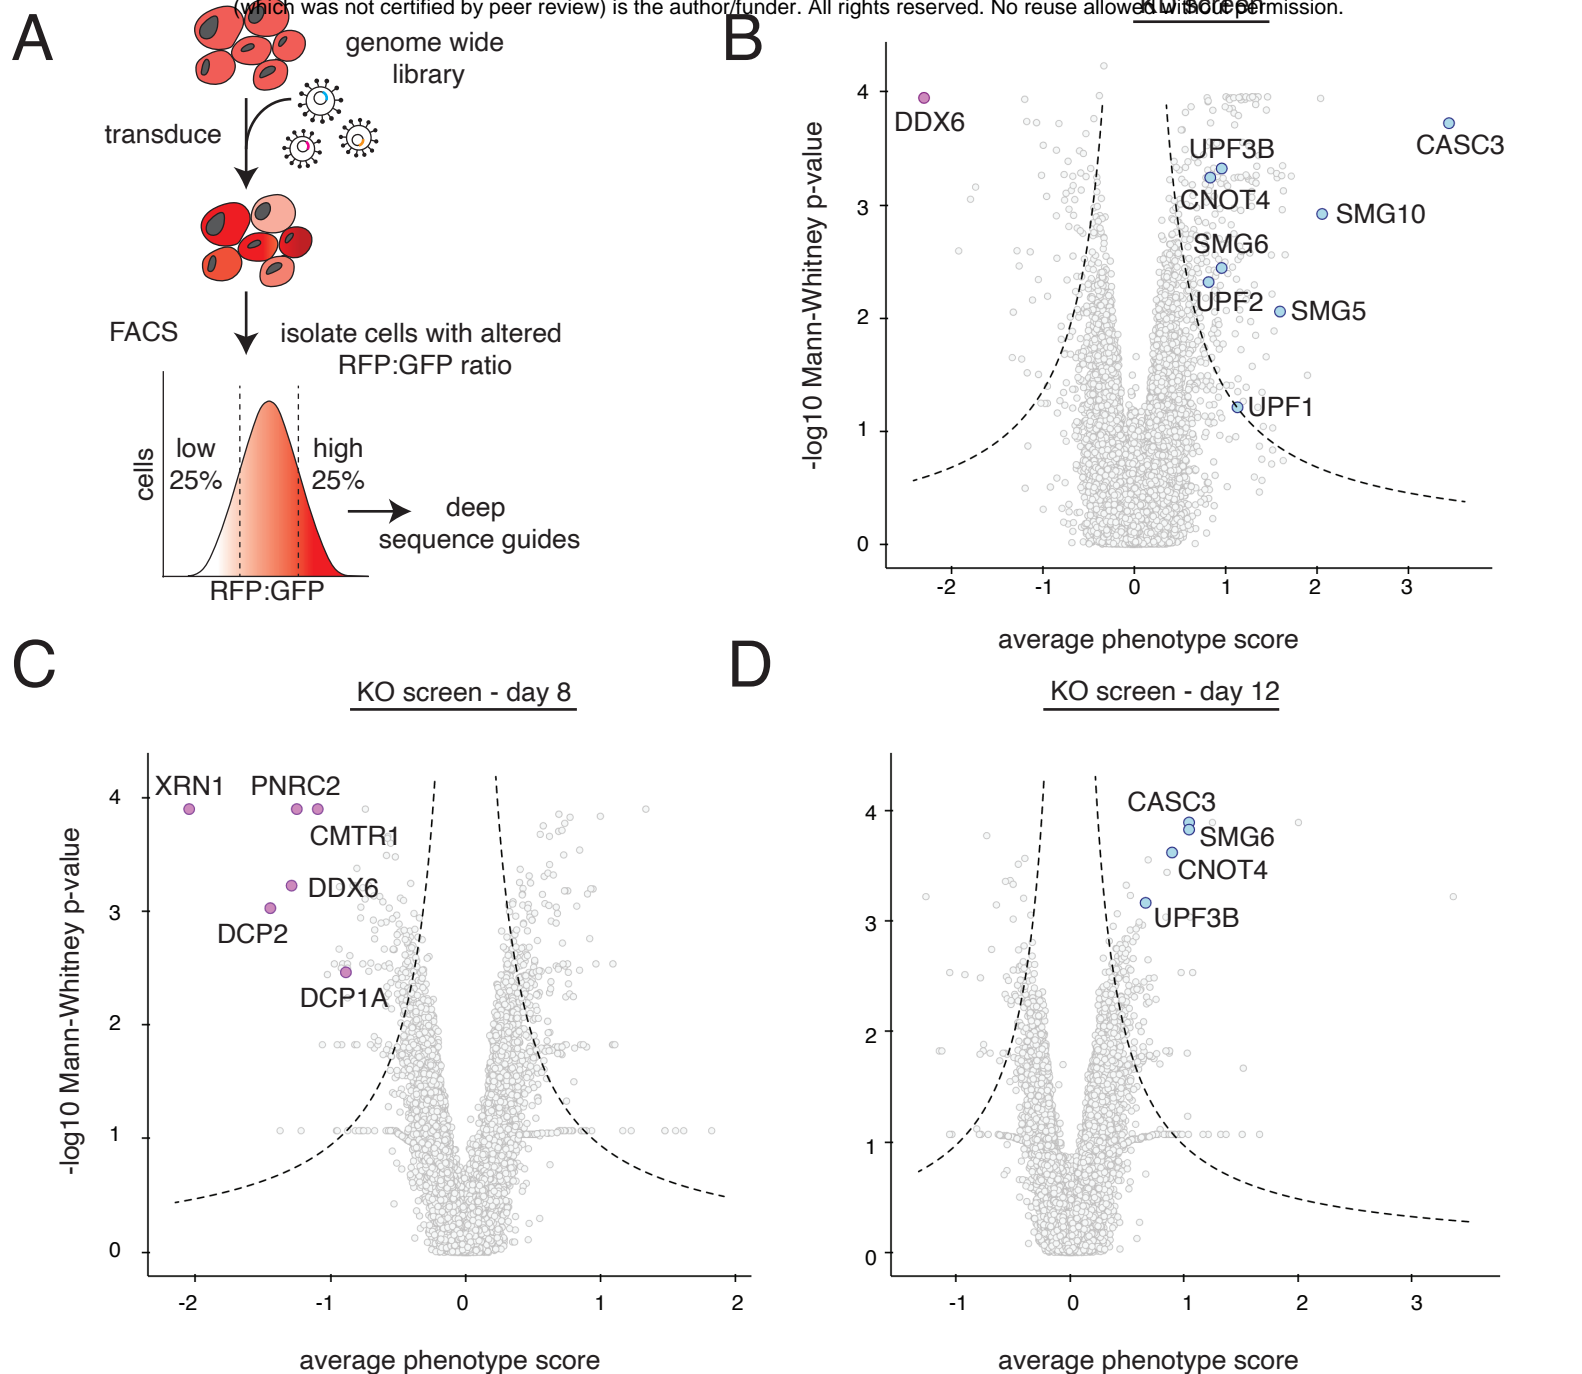 (which was not certified by peer review) is the author/funder. All rights reserved. No reuse allowed without permission.
A
genome wide
library
transduce
FACS
isolate cells with altered
RFP:GFP ratio
cells
low
25%
high
25%
deep
sequence guides
RFP:GFP
B
screen
-log10 Mann-Whitney p-value
4
3
2
1
0
-2
-1
0
1
2
3
average phenotype score
DDX6
CASC3
UPF3B
CNOT4
SMG10
SMG6
UPF2
SMG5
UPF1
C
KO screen - day 8
-log10 Mann-Whitney p-value
4
3
2
1
0
-2
-1
0
1
2
average phenotype score
XRN1
PNRC2
CMTR1
DDX6
DCP2
DCP1A
D
KO screen - day 12
4
3
2
1
0
-1
0
1
2
3
average phenotype score
CASC3
SMG6
CNOT4
UPF3B